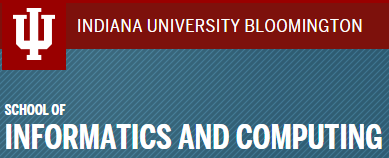 INDIANA UNIVERSITY BLOOMINGTON
SCHOOL OF
INFORMATICS AND COMPUTING